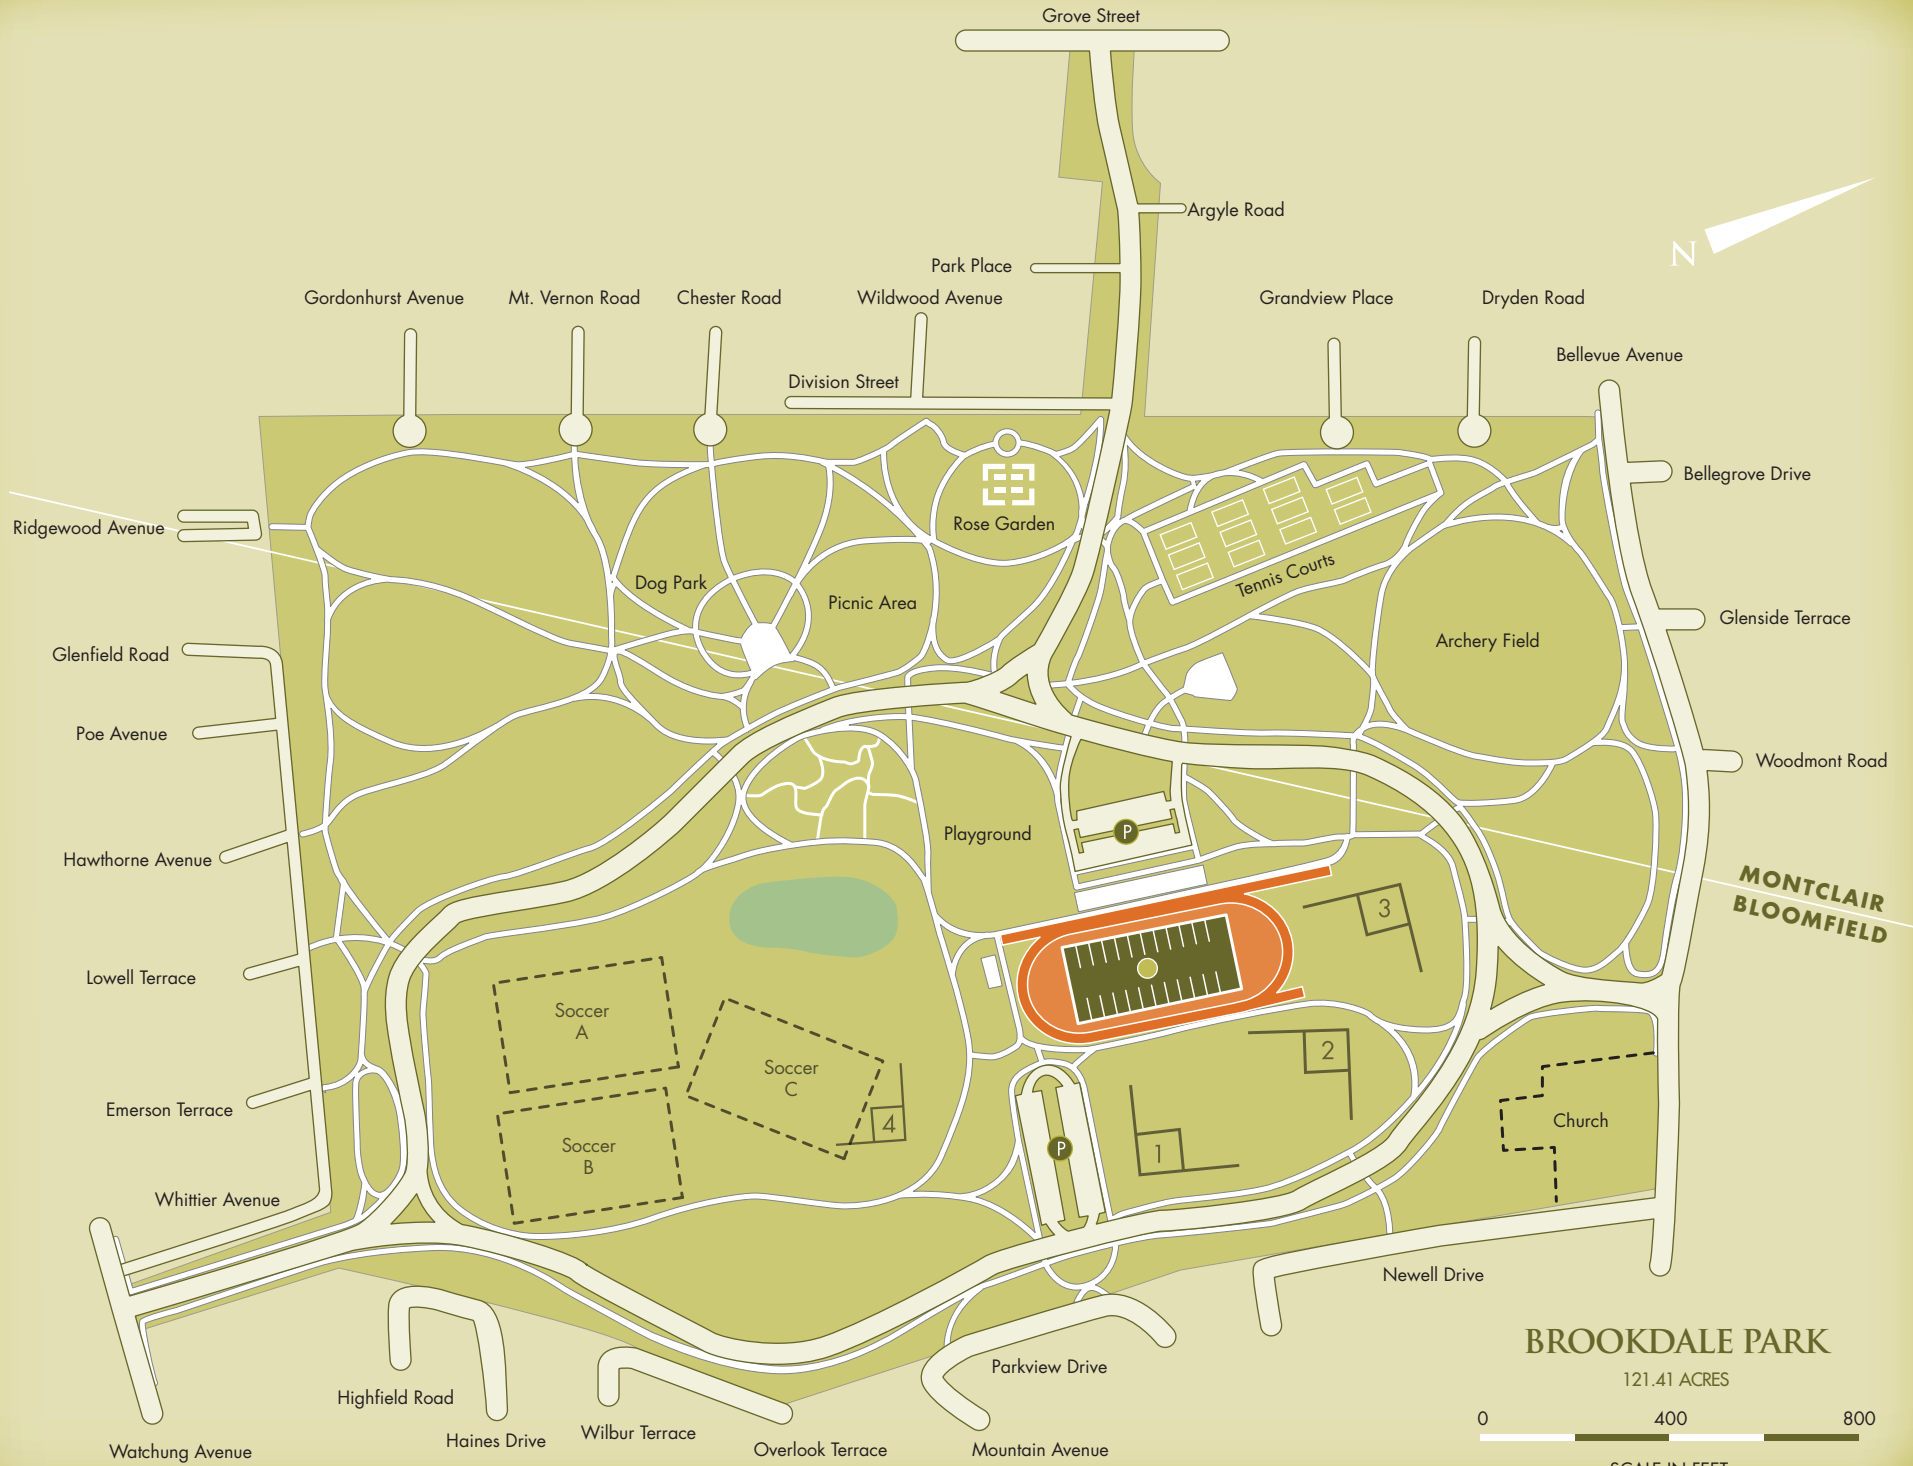 Grove Street
Argyle Road
Park Place
N
Gordonhurst Avenue
Mt. Vernon Road
Chester Road
Wildwood Avenue
Grandview Place
Dryden Road
Bellevue Avenue
Division Street
Bellegrove Drive
Ridgewood Avenue
Rose Garden
Dog Park
Picnic Area
Tennis Courts
Glenside Terrace
Archery Field
Glenfield Road
Poe Avenue
Woodmont Road
Playground
P
Hawthorne Avenue
MONTCLAIR
BLOOMFIELD
3
Lowell Terrace
Soccer
A
Soccer
C
2
Emerson Terrace
4
Church
Soccer
B
P
1
Whittier Avenue
Newell Drive
BROOKDALE PARK
121.41 ACRES
Parkview Drive
Highfield Road
Haines Drive
Wilbur Terrace
Overlook Terrace
Mountain Avenue
Watchung Avenue
0 400 800
SCALE IN FEET